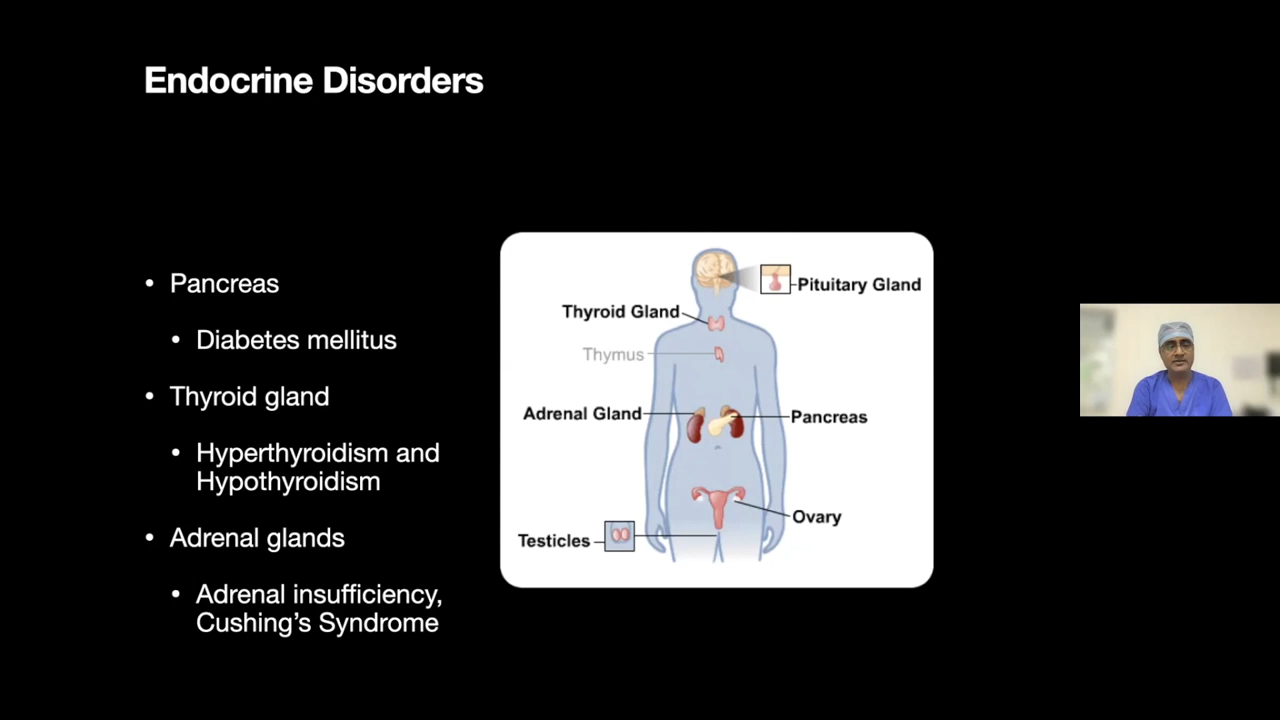 Endocrine Disorders
• Pancreas
• Diabetes mellitus
• Thyroid gland
• Hyperthyroidism and
Hypothyroidism
• Adrenal glands
• Adrenal insufficiency,
Cushing’s Syndrome
Pituitary Gland
Thyroid Gland
Thymus
Adrenal Gland
Pancreas
Ovary
Testicles